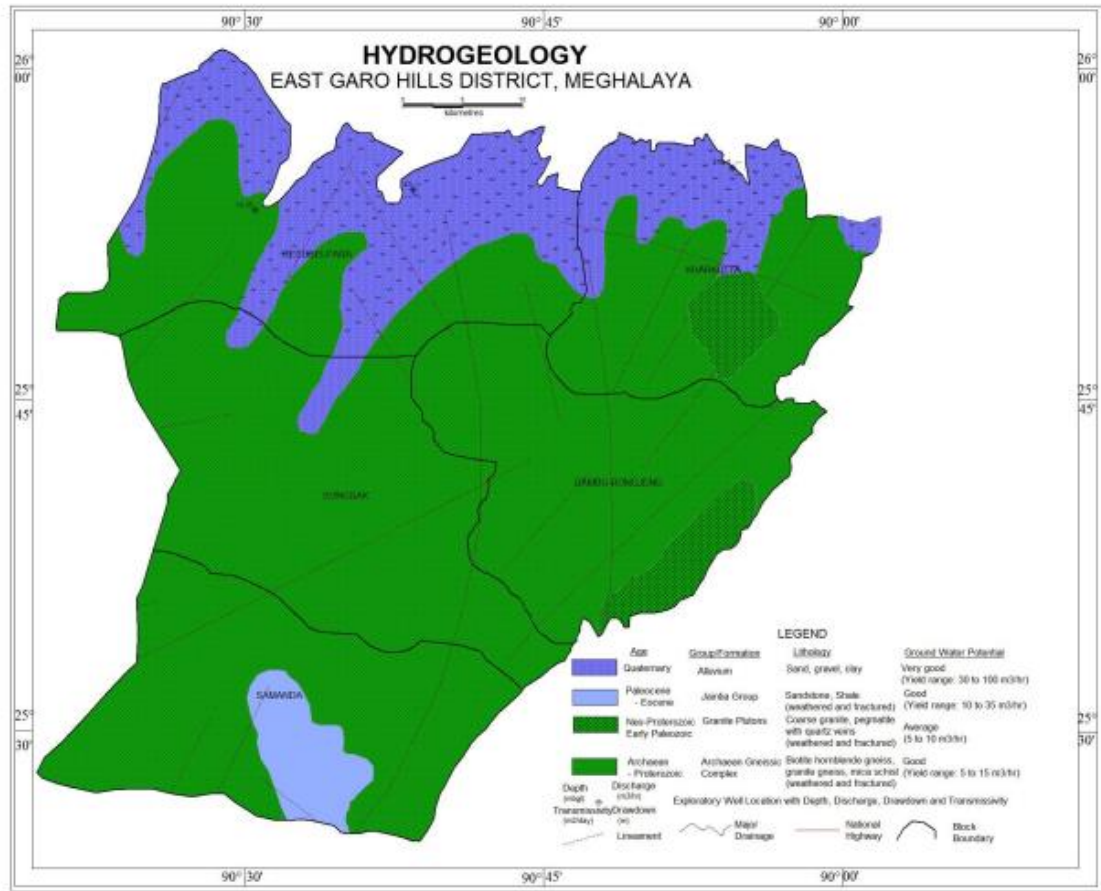 90° 30' 90° 45' 90° 00'
HYDROGEOLOGY
EAST GARO HILLS DISTRICT, MEGHALAYA
kilometres
26° 00' 26° 00'
25° 45' 25° 45'
SONGSAK
SAMANDA
25° 30' 25° 30'
LEGEND
Age Group/Formation Lithology Ground Water Potential
Quaternary Alluvium Sand, gravel, clay Very good
(Yield range: 30 to 100 m3/hr)
Paleocene Jaintia Group Sandstone, Shale Good
- Eocene (weathered and fractured) (Yield range: 10 to 35 m3/hr)
Neo-Proterozoic Granite Plutons Coarse granite, pegmatite Average
Early Paleozoic with quartz veins (5 to 10 m3/hr)
(weathered and fractured)
Archaean Archaean Gneissic Biotite hornblende gneiss, Good
- Proterozoic Complex granite gneiss, mica schist (Yield range: 5 to 15 m3/hr)
(weathered and fractured)
Depth Discharge
(m3/hr)
Exploratory Well Location with Depth, Discharge, Drawdown and Transmissivity
Transmissivity Drawdown
(m2/day) (m)
Lineament Major Drainage National Highway Block Boundary
90° 30' 90° 45' 90° 00'